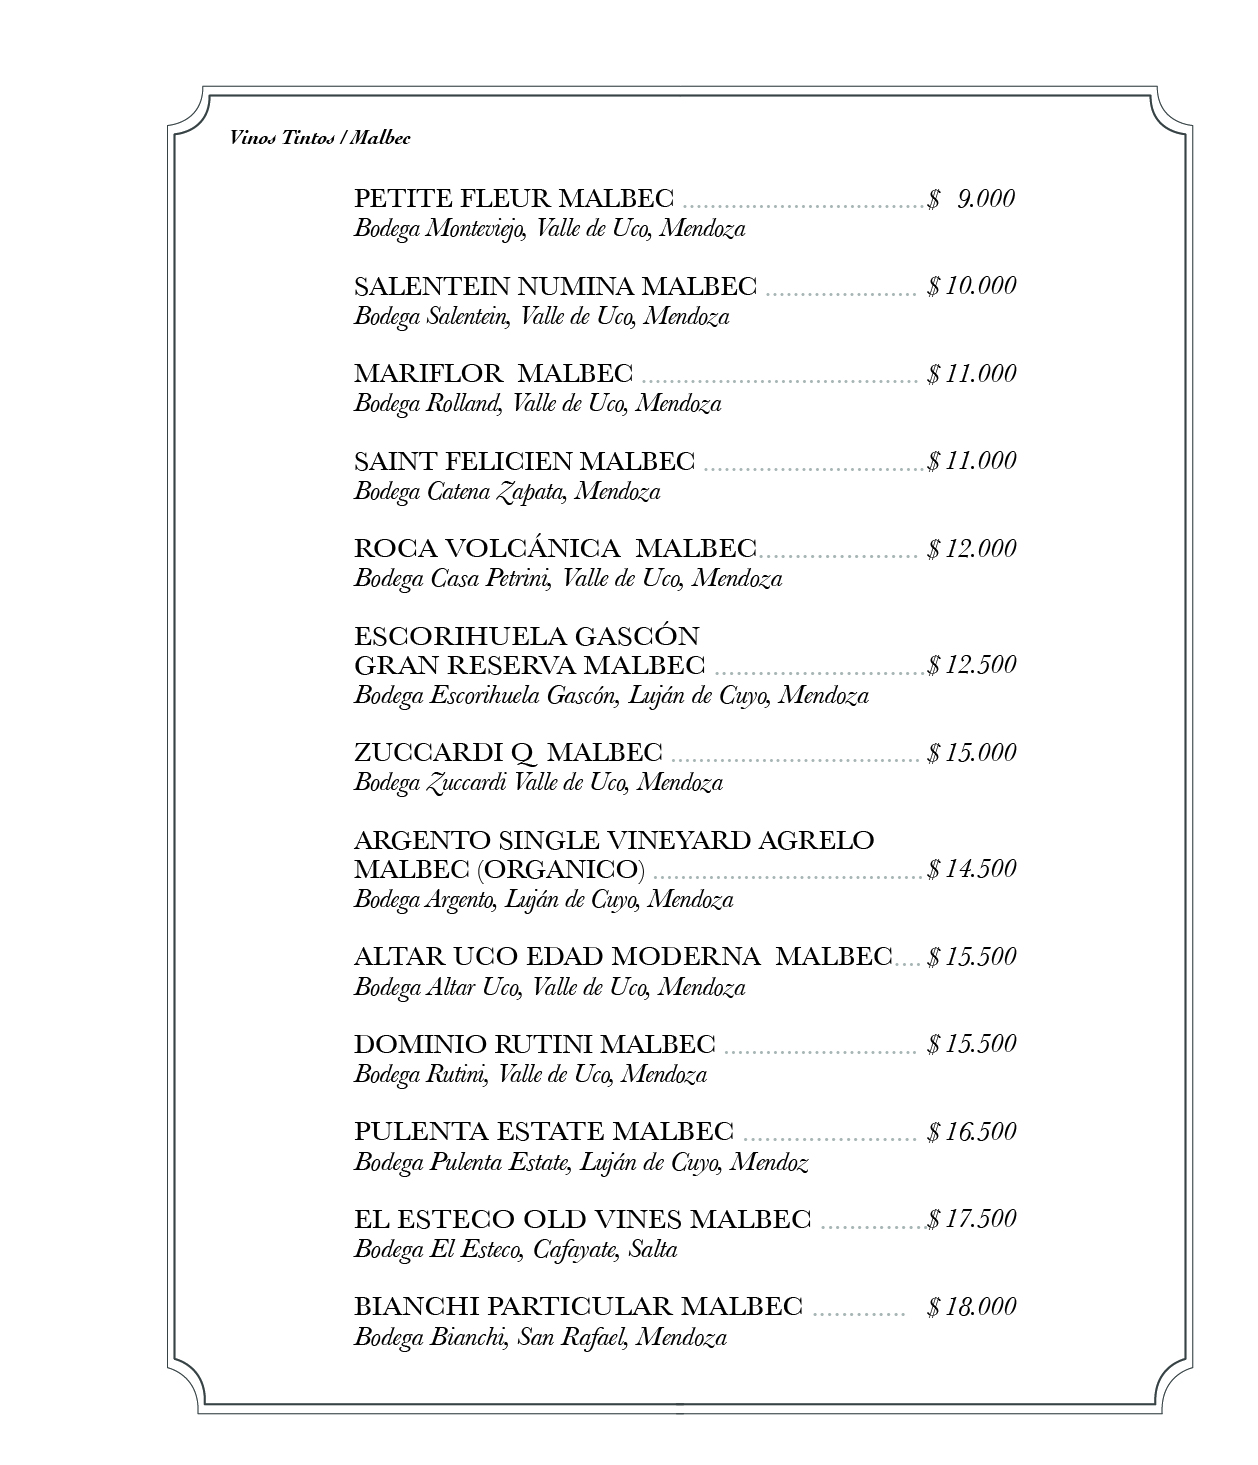 Vinos Tintos / Malbec
PETITE FLEUR MALBEC ................................... $ 9.000
Bodega Monteviejo, Valle de Uco, Mendoza
SALENTEIN NUMINA MALBEC ...................... $ 10.000
Bodega Salentein, Valle de Uco, Mendoza
MARIFLOR MALBEC ........................................ $ 11.000
Bodega Rolland, Valle de Uco, Mendoza
SAINT FELICIEN MALBEC ................................ $ 11.000
Bodega Catena Zapata, Mendoza
ROCA VOLCÁNICA MALBEC....................... $ 12.000
Bodega Casa Petrini, Valle de Uco, Mendoza
ESCORIHUELA GASCÓN
GRAN RESERVA MALBEC .............................. $ 12.500
Bodega Escorihuela Gascón, Luján de Cuyo, Mendoza
ZUCCARDI Q MALBEC .................................... $ 15.000
Bodega Zuccardi Valle de Uco, Mendoza
ARGENTO SINGLE VINEYARD AGRELO
MALBEC (ORGANICO) ....................................... $ 14.500
Bodega Argento, Luján de Cuyo, Mendoza
ALTAR UCO EDAD MODERNA MALBEC.... $ 15.500
Bodega Altar Uco, Valle de Uco, Mendoza
DOMINIO RUTINI MALBEC ............................ $ 15.500
Bodega Rutini, Valle de Uco, Mendoza
PULENTA ESTATE MALBEC ......................... $ 16.500
Bodega Pulenta Estate, Luján de Cuyo, Mendoz
EL ESTECO OLD VINES MALBEC ................ $ 17.500
Bodega El Esteco, Cafayate, Salta
BIANCHI PARTICULAR MALBEC .............. $ 18.000
Bodega Bianchi, San Rafael, Mendoza